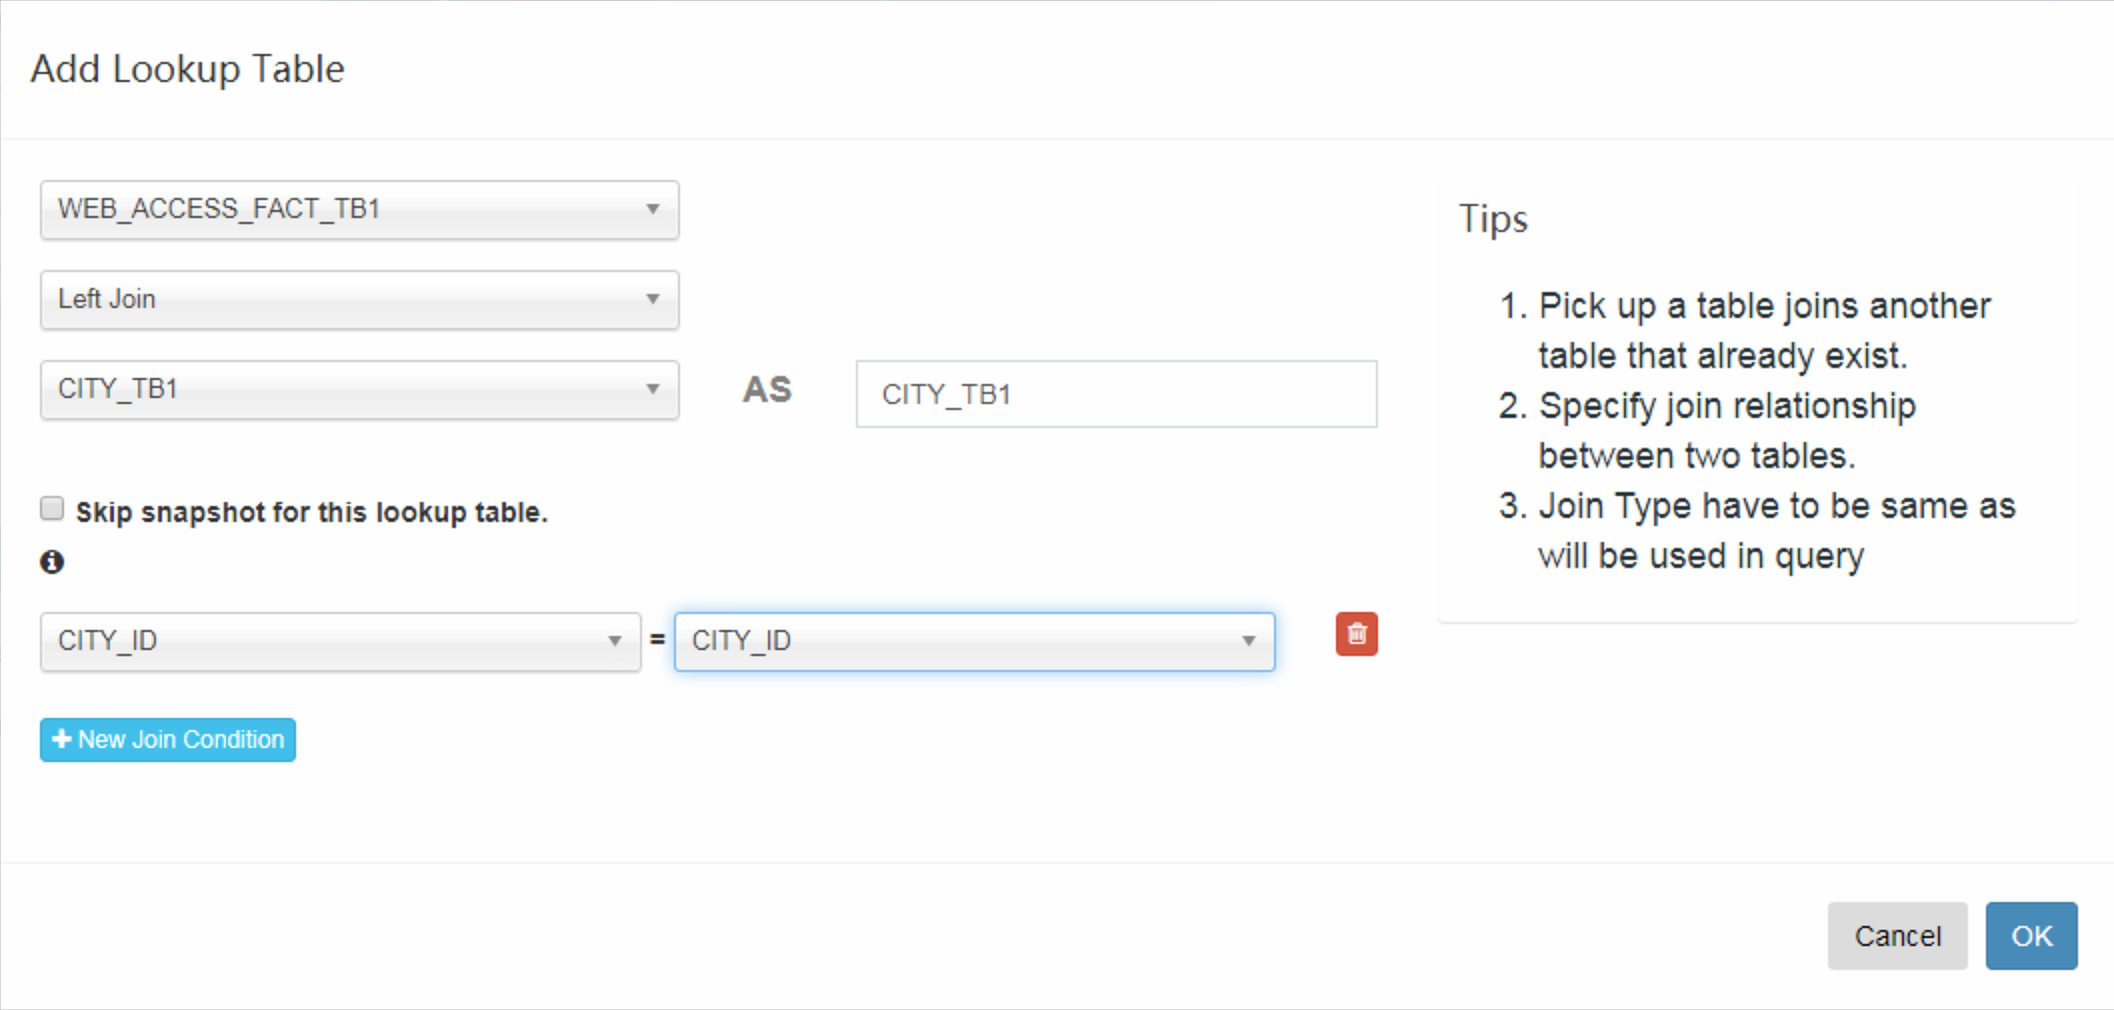 Add Lookup Table
WEB_ACCESS_FACT_TB1
Left Join
CITY_TB1
AS
CITY_TB1
Skip snapshot for this lookup table.
CITY_ID
=
CITY_ID
New Join Condition
Tips
1. Pick up a table joins another
table that already exist.
2. Specify join relationship
between two tables.
3. Join Type have to be same as
will be used in query
Cancel
OK